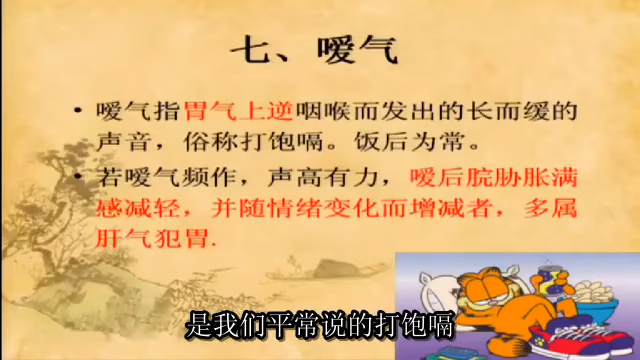 七、嗳气
• 嗳气指胃气上逆咽喉而发出的长而缓的
声音，俗称打饱嗝。饭后为常。
• 若嗳气频作，声高有力，嗳后脘胁胀满
感减轻，并随情绪变化而增减者，多属
肝气犯胃.
是我们平常说的打饱嗝